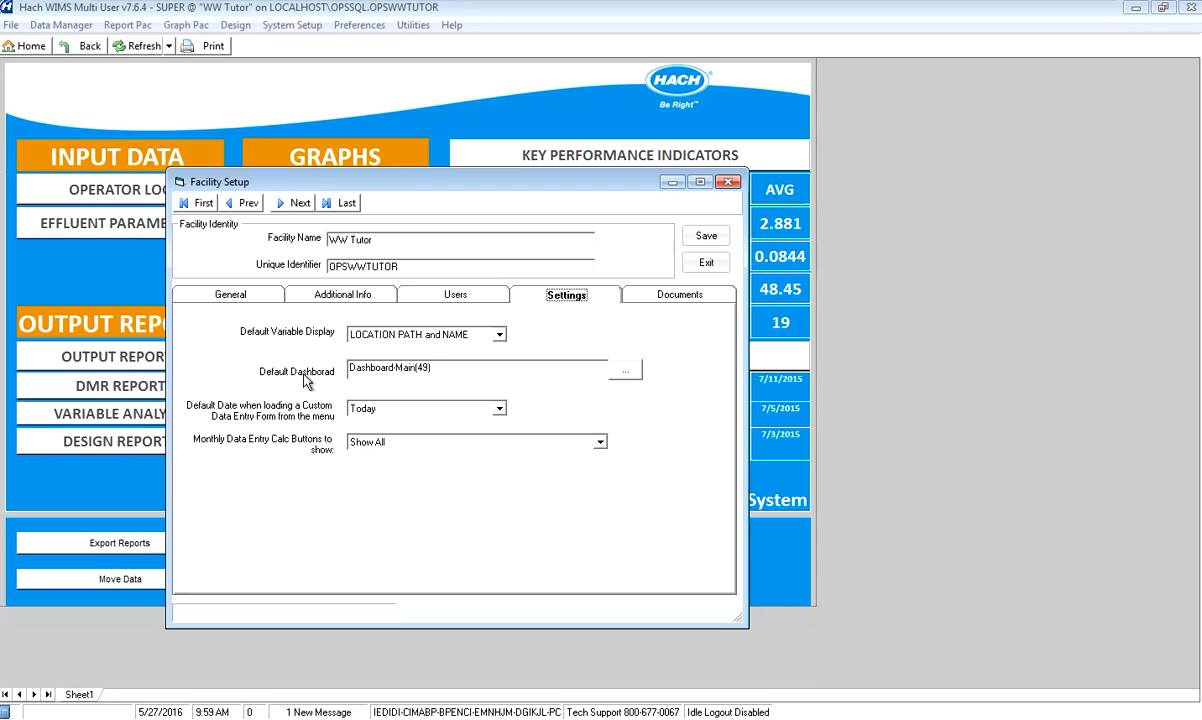 Hach WIMS Multi User v7.6.4 - SUPER @ "WW Tutor" on LOCALHOST\OPSSQL.OPSWWTUTOR
File Data Manager Report Pac Graph Pac Design System Setup Preferences Utilities Help
Home Back Refresh Print
HACH
Be Right™
INPUT DATA GRAPHS KEY PERFORMANCE INDICATORS
OPERATOR LO AVG
EFFLUENT PARAME 2.881
0.0844
48.45
OUTPUT REP 19
OUTPUT REPOR
DMR REPORT 7/11/2015
VARIABLE ANALY 7/5/2015
DESIGN REPORT 7/3/2015
System
Export Reports
Move Data
Facility Setup
First Prev Next Last
Facility Identity
Facility Name WW Tutor Save
Unique Identifier OPSWWTUTOR Exit
General Additional Info Users Settings Documents
Default Variable Display LOCATION PATH and NAME
Default Dashborad Dashboard-Main(49) ...
Default Date when loading a Custom
Data Entry Form from the menu Today
Monthly Data Entry Calc Buttons to
show: Show All
Sheet1
5/27/2016 9:59 AM 0 1 New Message IEDIDI-CIMABP-BPENCI-EMNHJM-DGIKJL-PC Tech Support 800-677-0067 Idle Logout Disabled